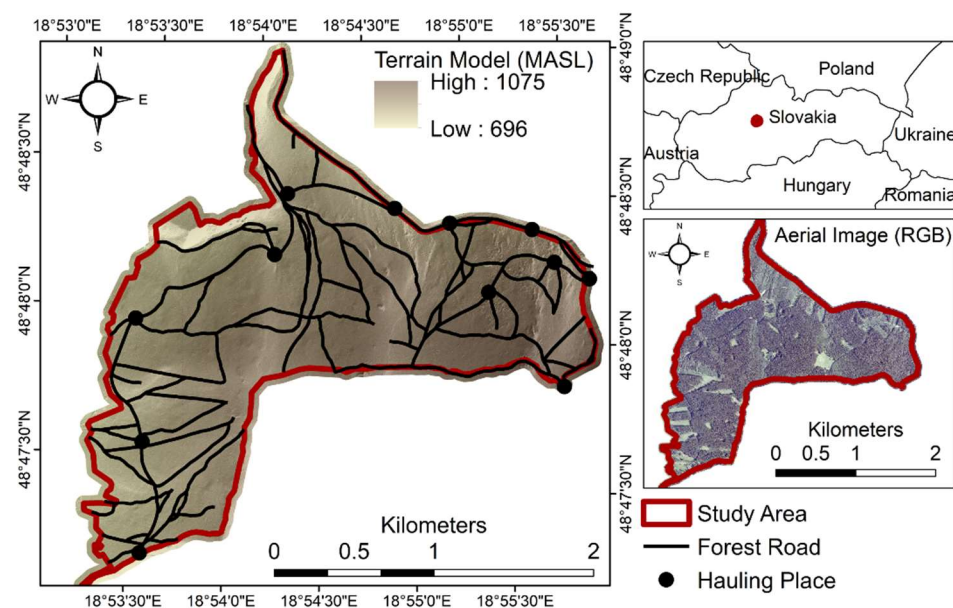 18°53'0"E 18°53'30"E 18°54'0"E 18°54'30"E 18°55'0"E 18°55'30"E
N
W E
S
Terrain Model (MASL)
High : 1075
Low : 696
48°48'30"N
48°48'0"N
48°47'30"N
48°49'0"N
48°48'30"N
48°48'0"N
48°47'30"N
Kilometers
0 0.5 1 2
18°53'30"E 18°54'0"E 18°54'30"E 18°55'0"E 18°55'30"E
Czech Republic
Poland
Slovakia
Ukraine
Austria
Hungary
Romania
Aerial Image (RGB)
N
W E
S
Kilometers
0 0.5 1 2
Study Area
Forest Road
Hauling Place